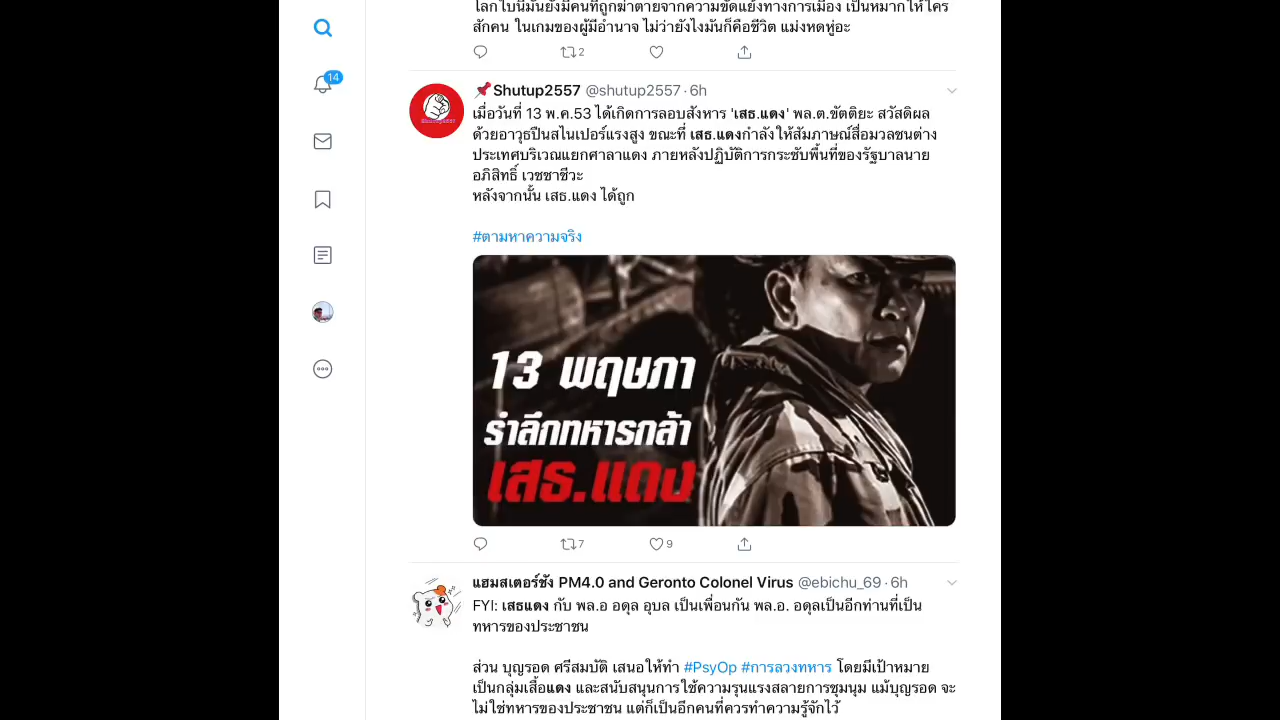 โลกใบนี้มันยังมีคนที่ถูกฆ่าตายจากความขัดแย้งทางการเมือง เป็นหมากให้ใคร
สักคน ในเกมของผู้มีอำนาจ ไม่ว่ายังไงมันก็คือชีวิต แม่งหดหู่อะ
2
14
📌Shutup2557 @shutup2557 · 6h
เมื่อวันที่ 13 พ.ค.53 ได้เกิดการลอบสังหาร 'เสธ.แดง' พล.ต.ขัตติยะ สวัสดิผล
ด้วยอาวุธปืนสไนเปอร์แรงสูง ขณะที่ เสธ.แดงกำลังให้สัมภาษณ์สื่อมวลชนต่าง
ประเทศบริเวณแยกศาลาแดง ภายหลังปฏิบัติการกระชับพื้นที่ของรัฐบาลนาย
อภิสิทธิ์ เวชชาชีวะ
หลังจากนั้น เสธ.แดง ได้ถูก
#ตามหาความจริง
13 พฤษภา
รำลึกทหารกล้า
เสธ.แดง
7 9
แฮมสเตอร์ชัง PM4.0 and Geronto Colonel Virus @ebichu_69 · 6h
FYI: เสธแดง กับ พล.อ อดุล อุบล เป็นเพื่อนกัน พล.อ. อดุลเป็นอีกท่านที่เป็น
ทหารของประชาชน
ส่วน บุญรอด ศรีสมบัติ เสนอให้ทำ #PsyOp #การลวงทหาร โดยมีเป้าหมาย
เป็นกลุ่มเสื้อแดง และสนับสนุนการใช้ความรุนแรงสลายการชุมนุม แม้บุญรอด จะ
ไม่ใช่ทหารของประชาชน แต่ก็เป็นอีกคนที่ควรทำความรู้จักไว้